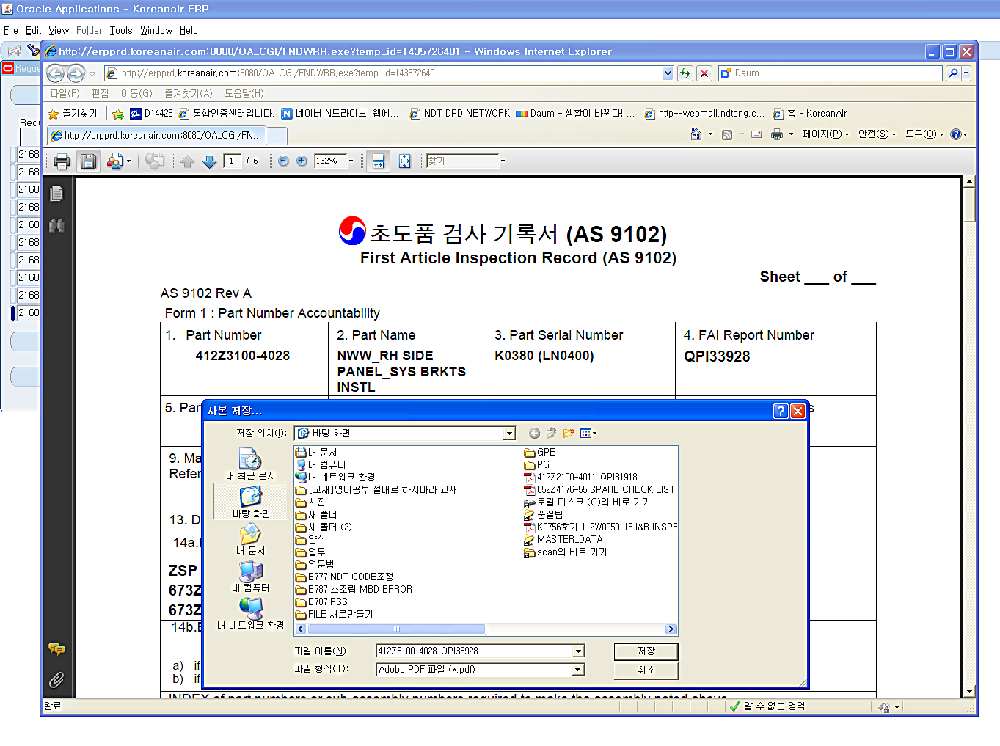 Oracle Applications - Koreanair ERP
File Edit View Folder Tools Window Help
http://erpprd.koreanair.com:8080/OA_CGI/FNDWRR.exe?temp_id=1435726401 - Windows Internet Explorer
Reque
http://erpprd.koreanair.com:8080/OA_CGI/FNDWRR.exe?temp_id=1435726401
Daum
파일(F) 편집 이동(G) 즐겨찾기(A) 도움말(H)
즐겨찾기 D14426 통합인증센터입니다. 네이버 N드라이브 웹에... NDT DPD NETWORK Daum - 생활이 바뀐다! ... http--webmail.ndteng.c... 홈 - KoreanAir
Requ
http://erpprd.koreanair.com:8080/OA_CGI/FN...
페이지(P) 안전(S) 도구(O)
1 / 6 132% 찾기
2168
2168
2168
2168
2168
2168
2168
2168
2168
2168
초도품 검사 기록서 (AS 9102)
First Article Inspection Record (AS 9102)
Sheet ___ of ___
AS 9102 Rev A
Form 1 : Part Number Accountability
1. Part Number
412Z3100-4028
2. Part Name
NWW_RH SIDE
PANEL_SYS BRKTS
INSTL
3. Part Serial Number
K0380 (LN0400)
4. FAI Report Number
QPI33928
5. Par
s
9. Ma
Refer
13. D
14a.
ZSP
673Z
673Z
14b.
a) if
b) if
INDEX of part numbers or sub-assembly numbers required to make the assembly noted above.
사본 저장...
저장 위치(I): 바탕 화면
내 최근 문서
바탕 화면
내 문서
내 컴퓨터
내 네트워크 환경
내 문서
내 컴퓨터
내 네트워크 환경
[교재]영어공부 절대로 하지마라 교재
사진
새 폴더
새 폴더 (2)
양식
업무
영문법
B777 NDT CODE조정
B787 소조립 MBD ERROR
B787 PSS
FILE 새로만들기
GPE
PG
412Z2100-4011_QPI31918
652Z4176-55 SPARE CHECK LIST
로컬 디스크 (C)의 바로 가기
품질팀
K0756호기 112W0050-18 I&R INSPE
MASTER_DATA
scan의 바로 가기
파일 이름(N): 412Z3100-4028_QPI33928 저장
파일 형식(T): Adobe PDF 파일 (*.pdf) 취소
완료 알 수 없는 영역